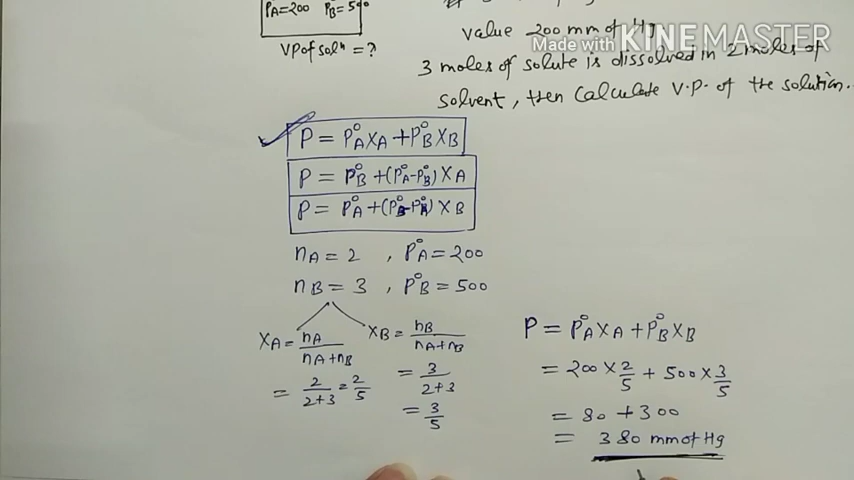 PA=200 P°B=500
VP of solⁿ = ?
value 200 mm of Hg
Made with KINEMASTER
3 moles of solute is dissolved in 2 moles of
solvent, then Calculate V.P. of the solution.
P = P°A XA + P°B XB
P = P°B + (P°A - P°B) XA
P = P°A + (P°B - P°A) XB
nA = 2 , P°A = 200
nB = 3 , P°B = 500
XA = nA / nA+nB
= 2 / 2+3 = 2/5
XB = nB / nA+nB
= 3 / 2+3
= 3/5
P = P°A XA + P°B XB
= 200 × 2/5 + 500 × 3/5
= 80 + 300
= 380 mm of Hg